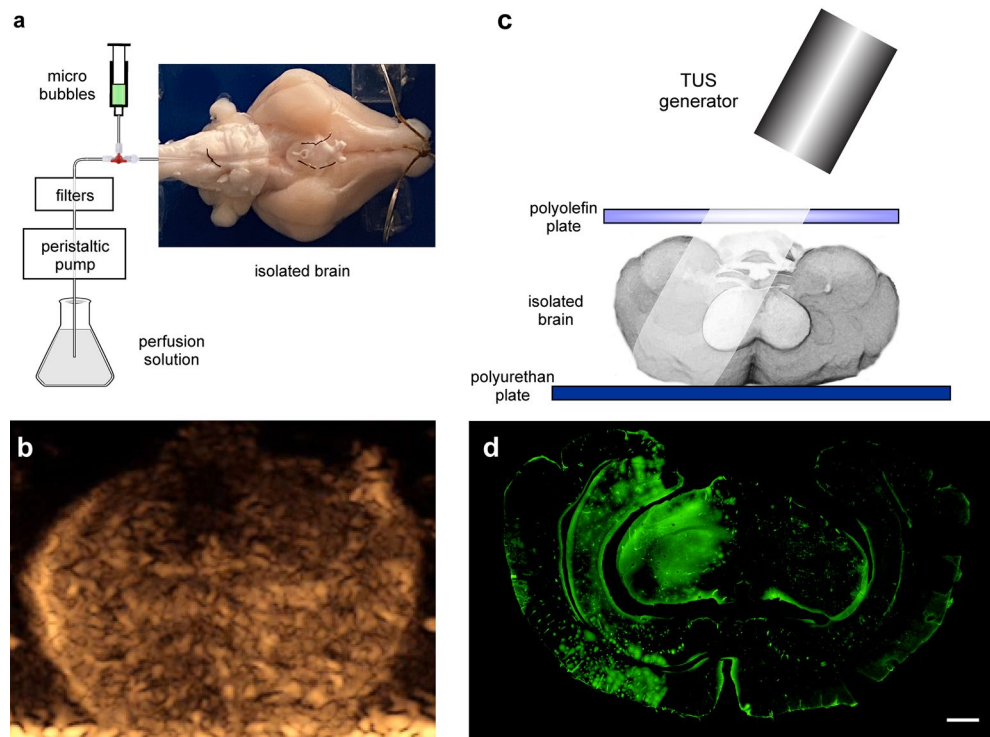 a
micro
bubbles
filters
peristaltic
pump
isolated brain
perfusion
solution
b
c
TUS
generator
polyolefin
plate
isolated
brain
polyurethan
plate
d